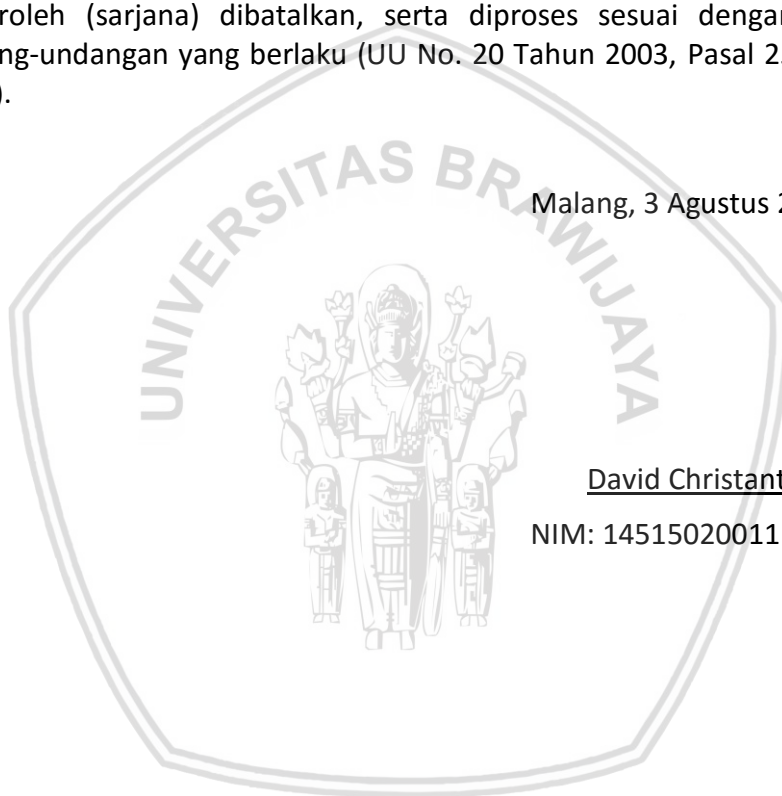 roleh (sarjana) dibatalkan, serta diproses sesuai dengan
ng-undangan yang berlaku (UU No. 20 Tahun 2003, Pasal 2
).
UNIVERSITAS BRAWIJAYA
Malang, 3 Agustus 2
David Christant
NIM: 14515020011